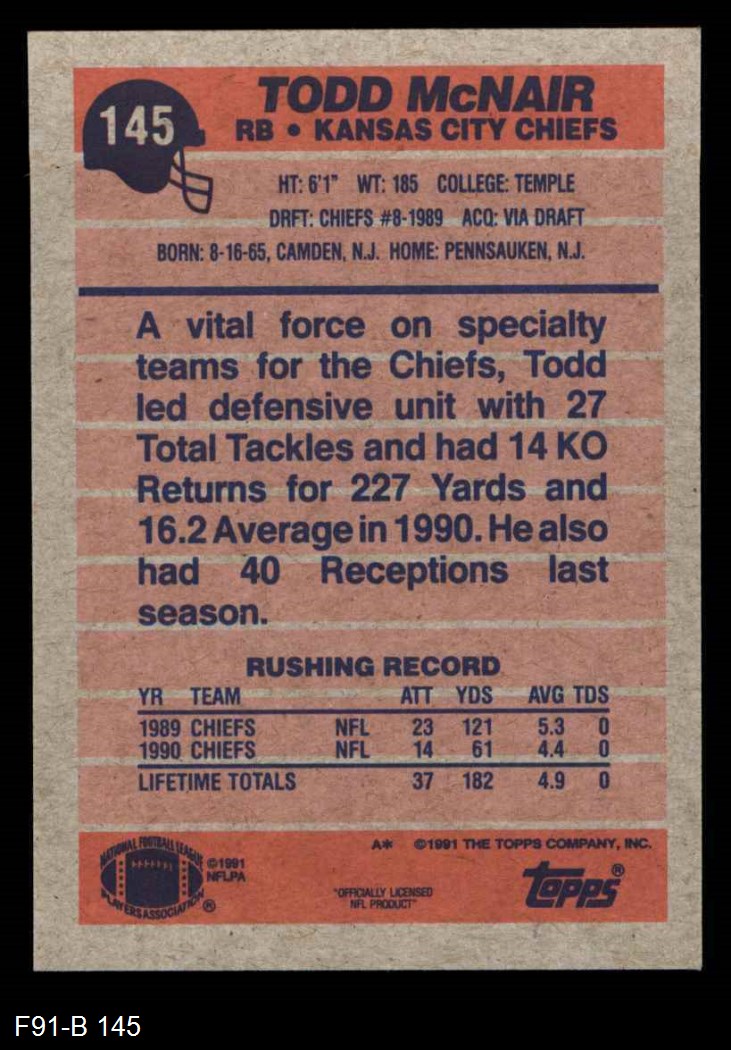 145
TODD McNAIR
RB • KANSAS CITY CHIEFS
HT: 6'1" WT: 185 COLLEGE: TEMPLE
DRFT: CHIEFS #8-1989 ACQ: VIA DRAFT
BORN: 8-16-65, CAMDEN, N.J. HOME: PENNSAUKEN, N.J.
A vital force on specialty
teams for the Chiefs, Todd
led defensive unit with 27
Total Tackles and had 14 KO
Returns for 227 Yards and
16.2 Average in 1990. He also
had 40 Receptions last
season.
RUSHING RECORD
YR TEAM ATT YDS AVG TDS
1989 CHIEFS NFL 23 121 5.3 0
1990 CHIEFS NFL 14 61 4.4 0
LIFETIME TOTALS 37 182 4.9 0
A* ©1991 THE TOPPS COMPANY, INC.
NATIONAL FOOTBALL LEAGUE
PLAYERS ASSOCIATION ®
©1991
NFLPA
"OFFICIALLY LICENSED
NFL PRODUCT"
topps®
F91-B 145